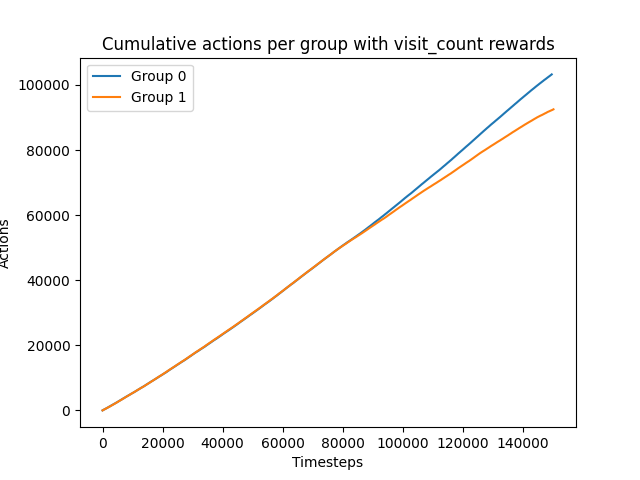 Cumulative actions per group with visit_count rewards
Group 0
Group 1
100000
80000
60000
40000
20000
0
Actions
0 20000 40000 60000 80000 100000 120000 140000
Timesteps